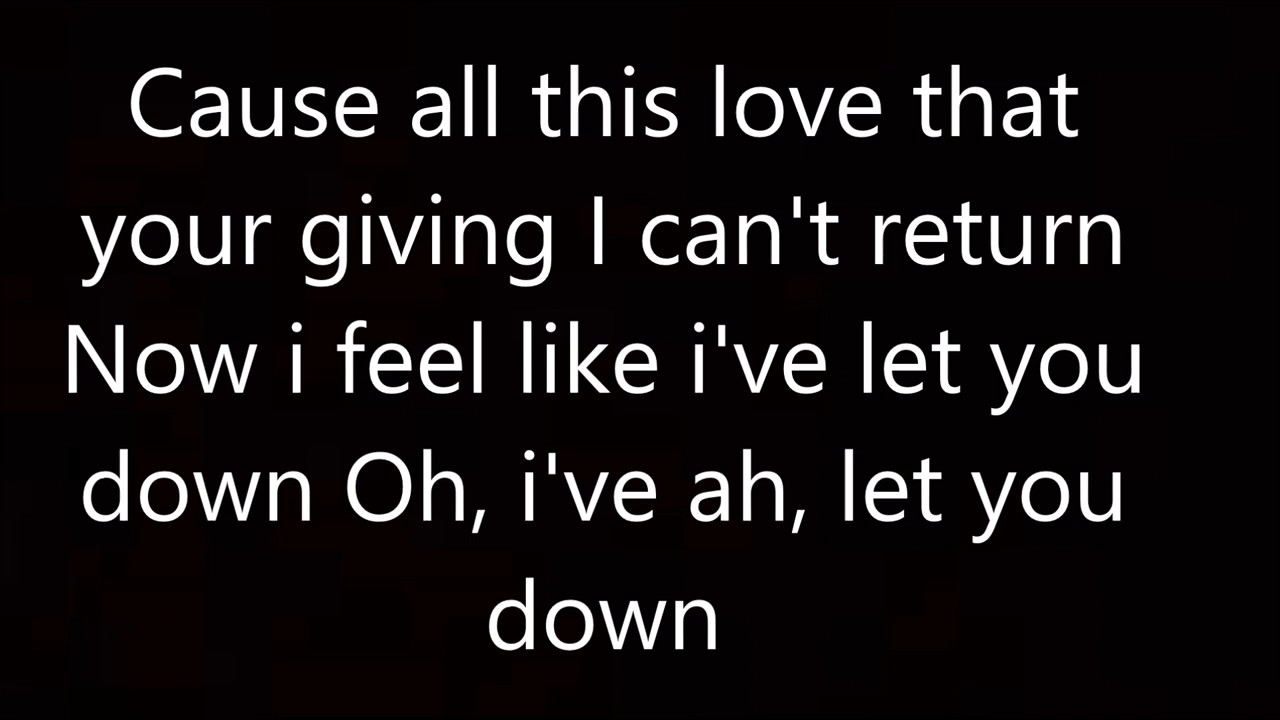 Cause all this love that
your giving I can't return
Now i feel like i've let you
down Oh, i've ah, let you
down